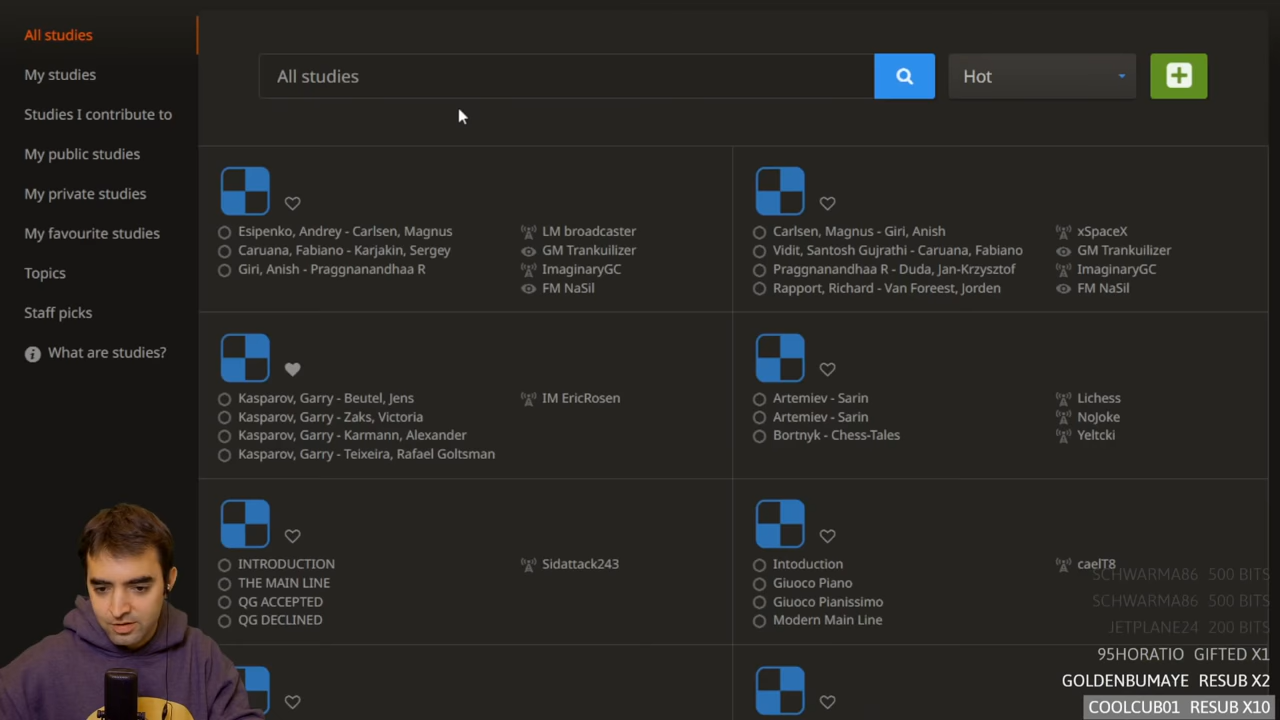 All studies
My studies
Studies I contribute to
My public studies
My private studies
My favourite studies
Topics
Staff picks
What are studies?
All studies
Hot
Esipenko, Andrey - Carlsen, Magnus
Caruana, Fabiano - Karjakin, Sergey
Giri, Anish - Praggnanandhaa R
LM broadcaster
GM Trankuilizer
ImaginaryGC
FM NaSil
Carlsen, Magnus - Giri, Anish
Vidit, Santosh Gujrathi - Caruana, Fabiano
Praggnanandhaa R - Duda, Jan-Krzysztof
Rapport, Richard - Van Foreest, Jorden
xSpaceX
GM Trankuilizer
ImaginaryGC
FM NaSil
Kasparov, Garry - Beutel, Jens
Kasparov, Garry - Zaks, Victoria
Kasparov, Garry - Karmann, Alexander
Kasparov, Garry - Teixeira, Rafael Goltsman
IM EricRosen
Artemiev - Sarin
Artemiev - Sarin
Bortnyk - Chess-Tales
Lichess
NoJoke
Yeltcki
INTRODUCTION
THE MAIN LINE
QG ACCEPTED
QG DECLINED
Sidattack243
Intoduction
Giuoco Piano
Giuoco Pianissimo
Modern Main Line
caelT8
SCHWARMA86 500 BITS
SCHWARMA86 500 BITS
JETPLANE24 200 BITS
95HORATIO GIFTED X1
GOLDENBUMAYE RESUB X2
COOLCUB01 RESUB X10